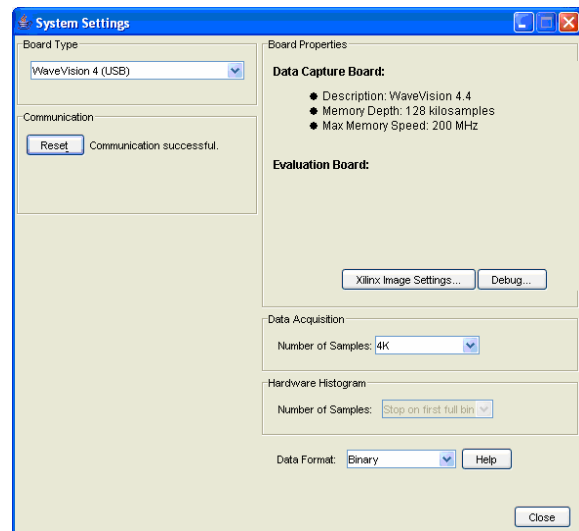 System Settings
Board Type
WaveVision 4 (USB)
Communication
Reset Communication successful.
Board Properties
Data Capture Board:
Description: WaveVision 4.4
Memory Depth: 128 kilosamples
Max Memory Speed: 200 MHz
Evaluation Board:
Xilinx Image Settings... Debug...
Data Acquisition
Number of Samples: 4K
Hardware Histogram
Number of Samples: Stop on first full bin
Data Format: Binary Help
Close